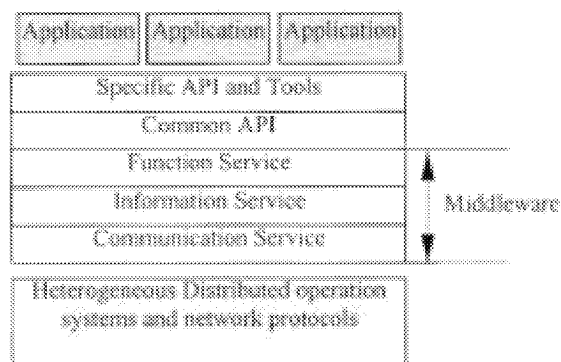 Application Application Application
Specific API and Tools
Common API
Function Service
Information Service
Middleware
Communication Service
Heterogeneous Distributed operation
systems and network protocols